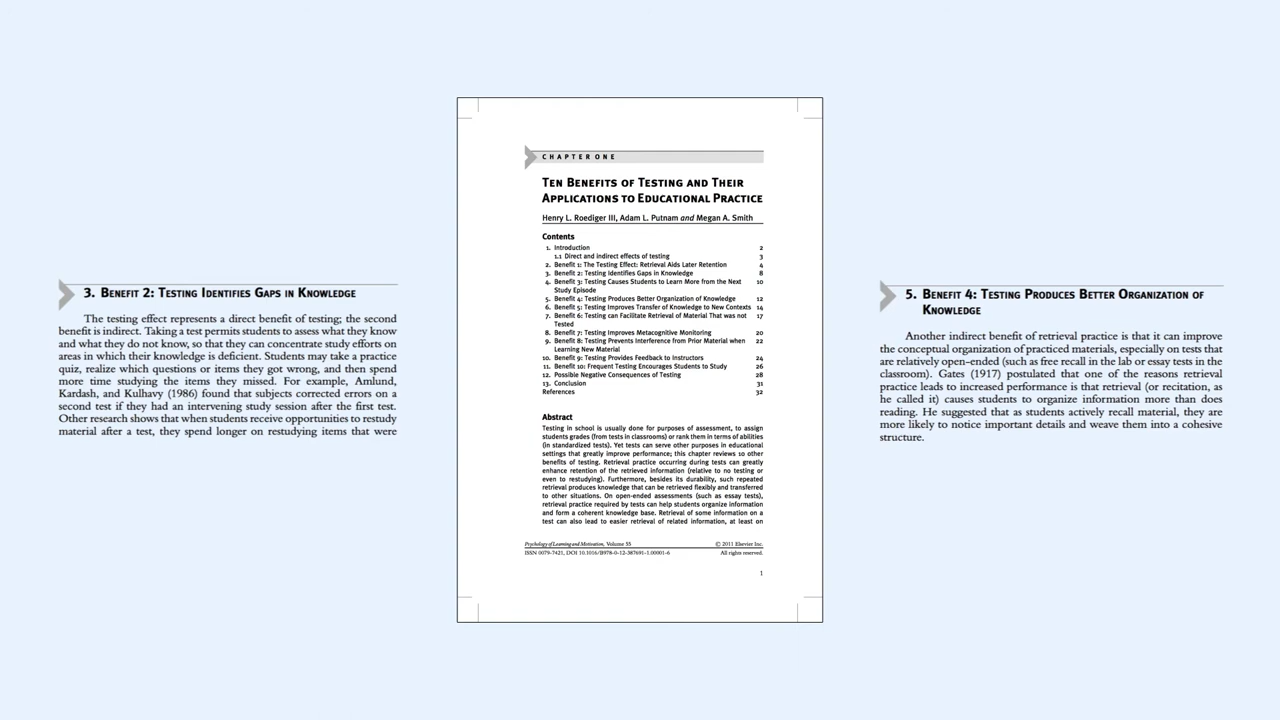 3. Benefit 2: Testing Identifies Gaps in Knowledge
The testing effect represents a direct benefit of testing; the second
benefit is indirect. Taking a test permits students to assess what they know
and what they do not know, so that they can concentrate study efforts on
areas in which their knowledge is deficient. Students may take a practice
quiz, realize which questions or items they got wrong, and then spend
more time studying the items they missed. For example, Amlund,
Kardash, and Kulhavy (1986) found that subjects corrected errors on a
second test if they had an intervening study session after the first test.
Other research shows that when students receive opportunities to restudy
material after a test, they spend longer on restudying items that were
CHAPTER ONE
Ten Benefits of Testing and Their
Applications to Educational Practice
Henry L. Roediger III, Adam L. Putnam and Megan A. Smith
Contents
1. Introduction 2
1.1 Direct and indirect effects of testing 3
2. Benefit 1: The Testing Effect: Retrieval Aids Later Retention 4
3. Benefit 2: Testing Identifies Gaps in Knowledge 8
4. Benefit 3: Testing Causes Students to Learn More from the Next 10
Study Episode
5. Benefit 4: Testing Produces Better Organization of Knowledge 12
6. Benefit 5: Testing Improves Transfer of Knowledge to New Contexts 14
7. Benefit 6: Testing can Facilitate Retrieval of Material That was not 17
Tested
8. Benefit 7: Testing Improves Metacognitive Monitoring 20
9. Benefit 8: Testing Prevents Interference from Prior Material when 22
Learning New Material
10. Benefit 9: Testing Provides Feedback to Instructors 24
11. Benefit 10: Frequent Testing Encourages Students to Study 26
12. Possible Negative Consequences of Testing 28
13. Conclusion 31
References 32
Abstract
Testing in school is usually done for purposes of assessment, to assign
students grades (from tests in classrooms) or rank them in terms of abilities
(in standardized tests). Yet tests can serve other purposes in educational
settings that greatly improve performance; this chapter reviews 10 other
benefits of testing. Retrieval practice occurring during tests can greatly
enhance retention of the retrieved information (relative to no testing or
even to restudying). Furthermore, besides its durability, such repeated
retrieval produces knowledge that can be retrieved flexibly and transferred
to other situations. On open-ended assessments (such as essay tests),
retrieval practice required by tests can help students organize information
and form a coherent knowledge base. Retrieval of some information on a
test can also lead to easier retrieval of related information, at least on
Psychology of Learning and Motivation, Volume 55 © 2011 Elsevier Inc.
ISSN 0079-7421, DOI 10.1016/B978-0-12-387691-1.00001-6 All rights reserved.
1
5. Benefit 4: Testing Produces Better Organization of
Knowledge
Another indirect benefit of retrieval practice is that it can improve
the conceptual organization of practiced materials, especially on tests that
are relatively open-ended (such as free recall in the lab or essay tests in the
classroom). Gates (1917) postulated that one of the reasons retrieval
practice leads to increased performance is that retrieval (or recitation, as
he called it) causes students to organize information more than does
reading. He suggested that as students actively recall material, they are
more likely to notice important details and weave them into a cohesive
structure.